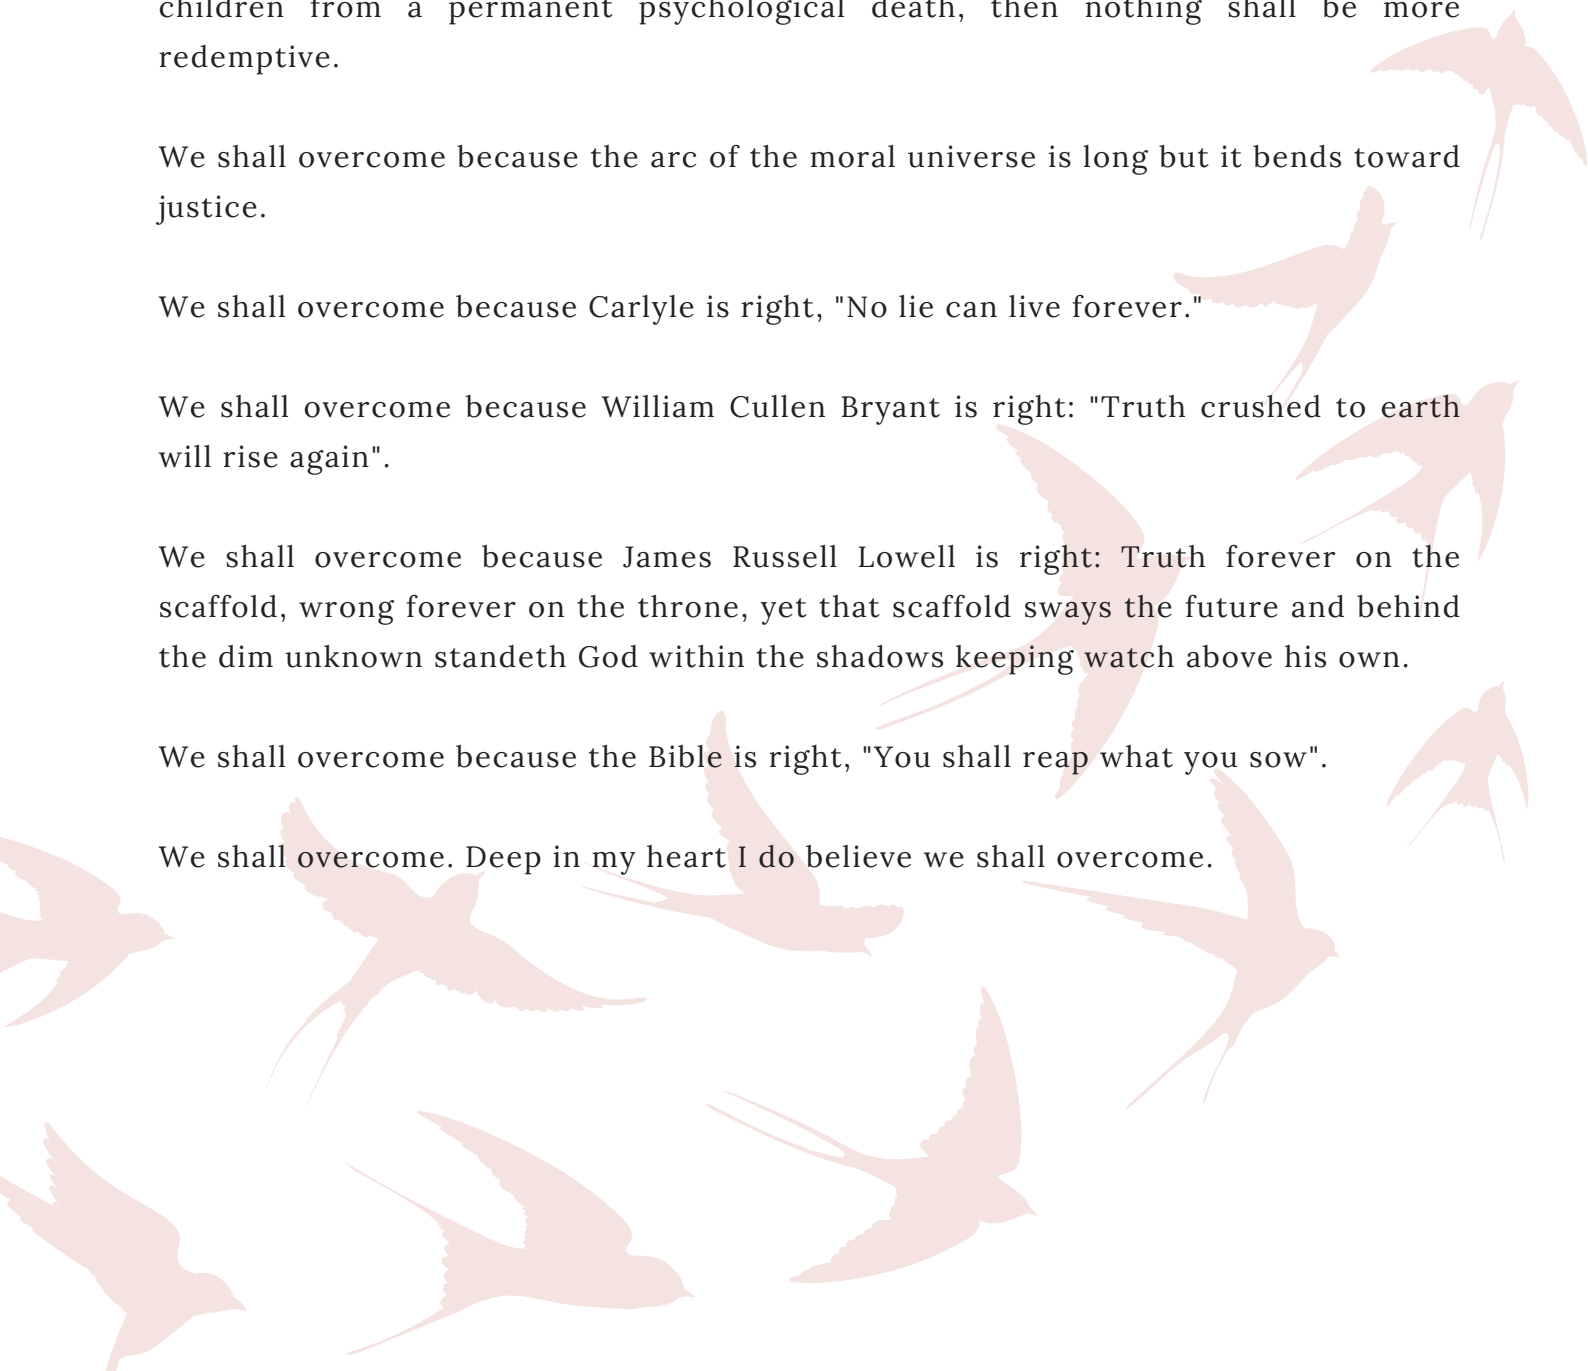 children from a permanent psychological death, then nothing shall be more
redemptive.
We shall overcome because the arc of the moral universe is long but it bends toward
justice.
We shall overcome because Carlyle is right, "No lie can live forever."
We shall overcome because William Cullen Bryant is right: "Truth crushed to earth
will rise again".
We shall overcome because James Russell Lowell is right: Truth forever on the
scaffold, wrong forever on the throne, yet that scaffold sways the future and behind
the dim unknown standeth God within the shadows keeping watch above his own.
We shall overcome because the Bible is right, "You shall reap what you sow".
We shall overcome. Deep in my heart I do believe we shall overcome.